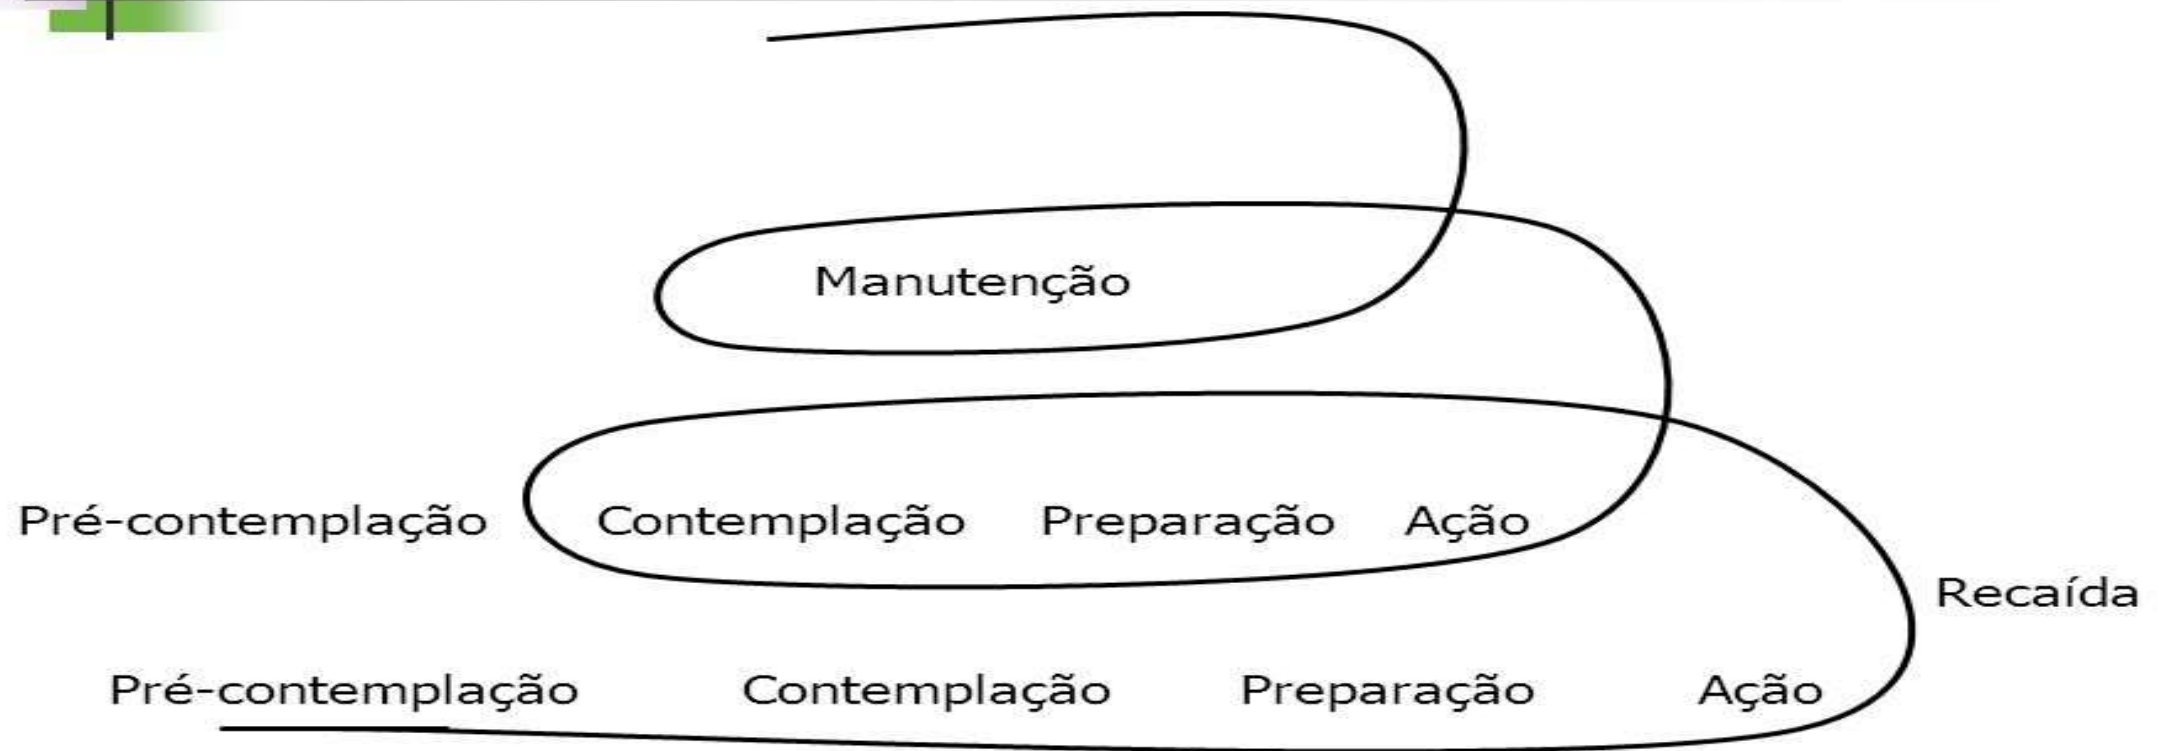 Manutenção
Pré-contemplação Contemplação Preparação Ação
Recaída
Pré-contemplação Contemplação Preparação Ação